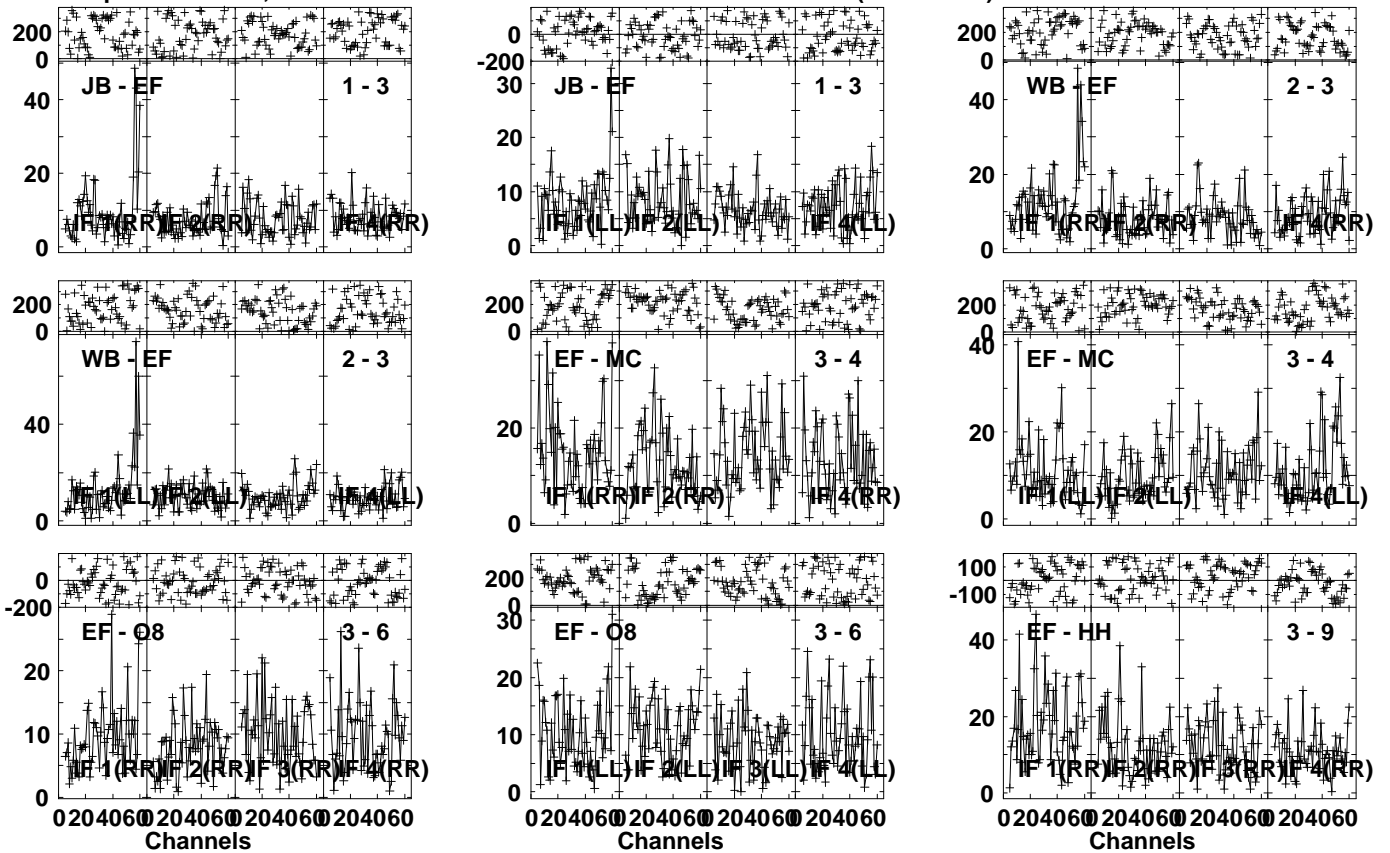 200 0 200 0 -200 200 0
JB - EF 1 - 3 JB - EF 1 - 3 WB - EF 2 - 3
40 30 40
20 20 20
10
IF 1(RR) IF 2(RR) IF 4(RR) IF 1(LL) IF 2(LL) IF 4(LL) IF 1(RR) IF 2(RR) IF 4(RR)
0 0 0
200 200 200
0 0 0
WB - EF 2 - 3 EF - MC 3 - 4 EF - MC 3 - 4
40
40 20 20
IF 1(LL) IF 2(LL) IF 4(LL) IF 1(RR) IF 2(RR) IF 4(RR) IF 1(LL) IF 2(LL) IF 4(LL)
0 0 0
0 200 100
-200 0 -100
EF - O8 3 - 6 EF - O8 3 - 6 EF - HH 3 - 9
30 40
20 20 20
10 10
IF 1(RR) IF 2(RR) IF 3(RR) IF 4(RR) IF 1(LL) IF 2(LL) IF 3(LL) IF 4(LL) IF 1(RR) IF 2(RR) IF 3(RR) IF 4(RR)
0 0 0
0 20 40 60 0 20 40 60 0 20 40 60 0 20 40 60 0 20 40 60 0 20 40 60 0 20 40 60 0 20 40 60 0 20 40 60 0 20 40 60 0 20 40 60 0 20 40 60
Channels Channels Channels